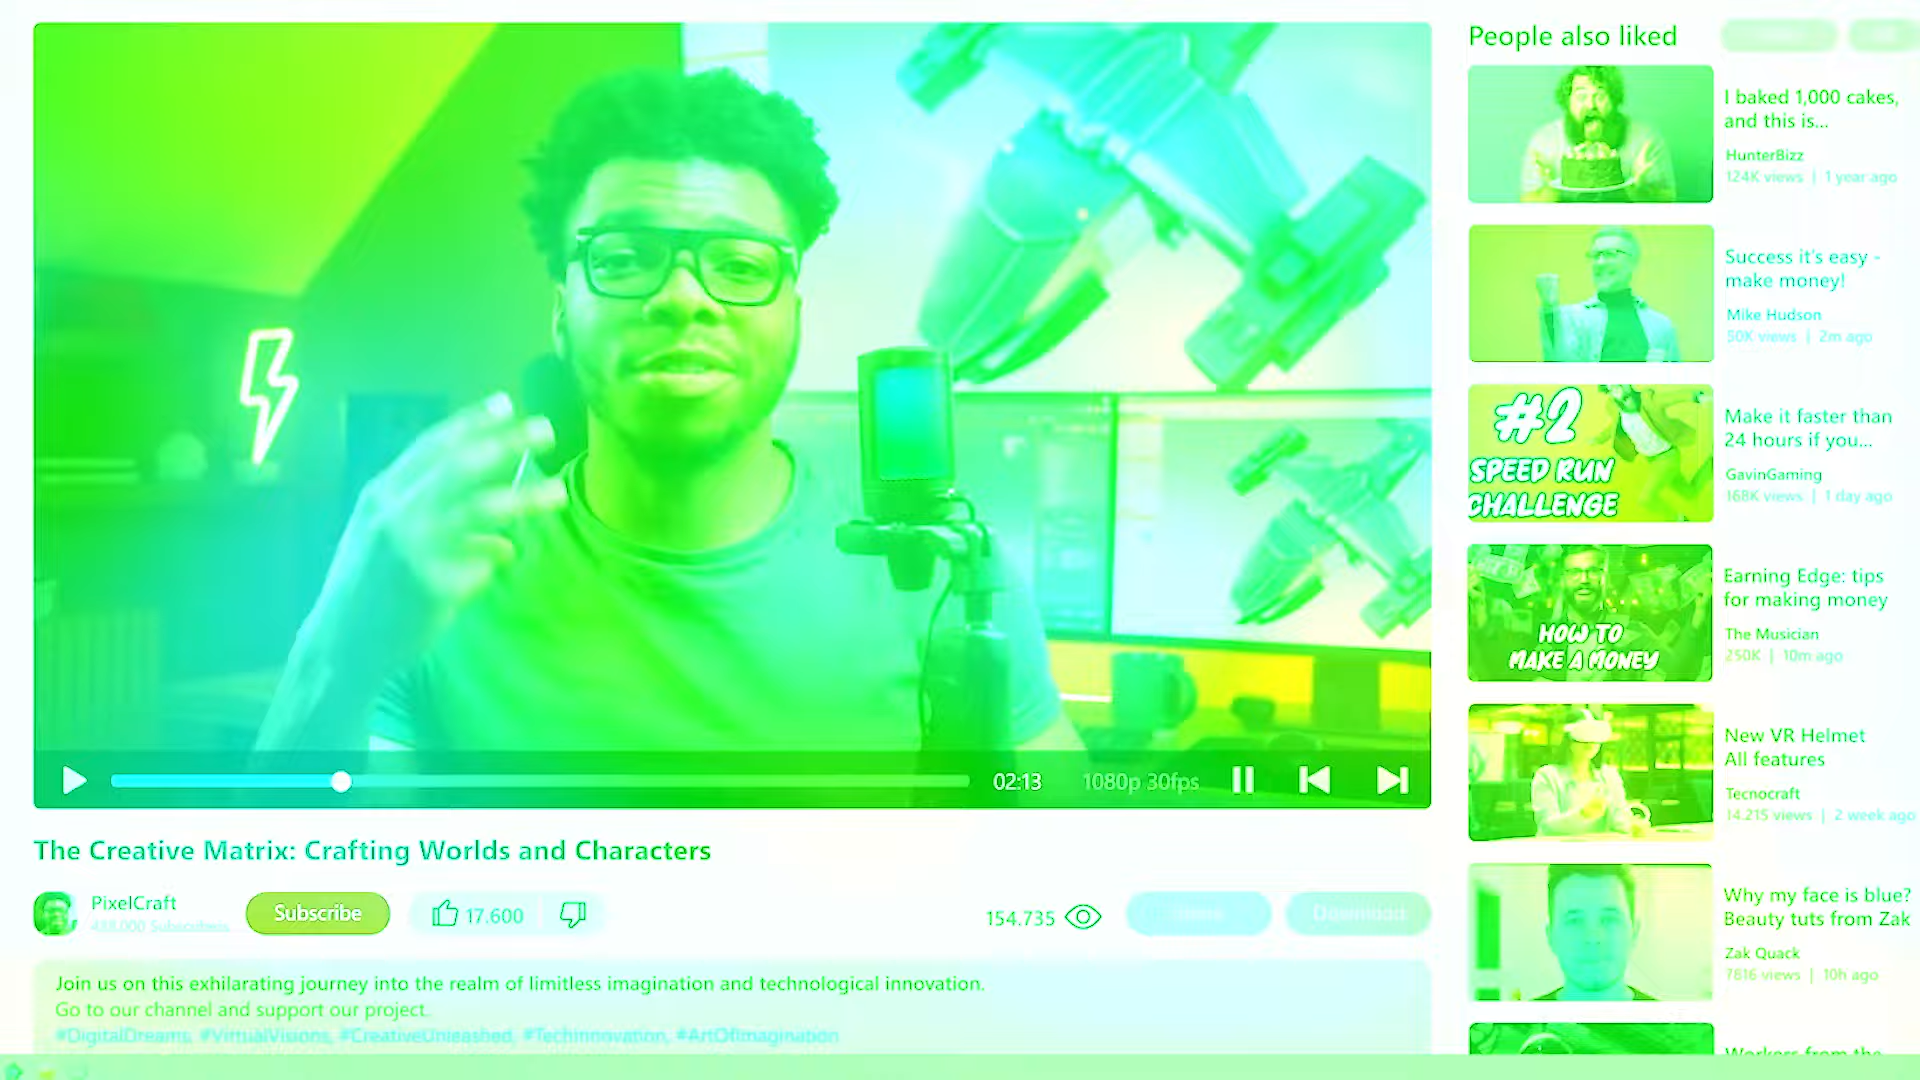 People also liked
I baked 1,000 cakes,
and this is...
HunterBizz
124K views | 1 year ago
Success it's easy -
make money!
Mike Hudson
50K views | 2m ago
#2
SPEED RUN
CHALLENGE
Make it faster than
24 hours if you...
GavinGaming
168K views | 1 day ago
HOW TO
MAKE A MONEY
Earning Edge: tips
for making money
The Musician
250K | 10m ago
New VR Helmet
All features
Tecnocraft
14.215 views | 2 week ago
Why my face is blue?
Beauty tuts from Zak
Zak Quack
7816 views | 10h ago
Workers from the
02:13 1080p 30fps
The Creative Matrix: Crafting Worlds and Characters
PixelCraft
Subscribers
Subscribe
17.600
154.735
Download
Join us on this exhilarating journey into the realm of limitless imagination and technological innovation.
Go to our channel and support our project.
#DigitalDreams, #VirtualVisions, #CreativeUnleashed, #TechInnovation, #ArtOfImagination